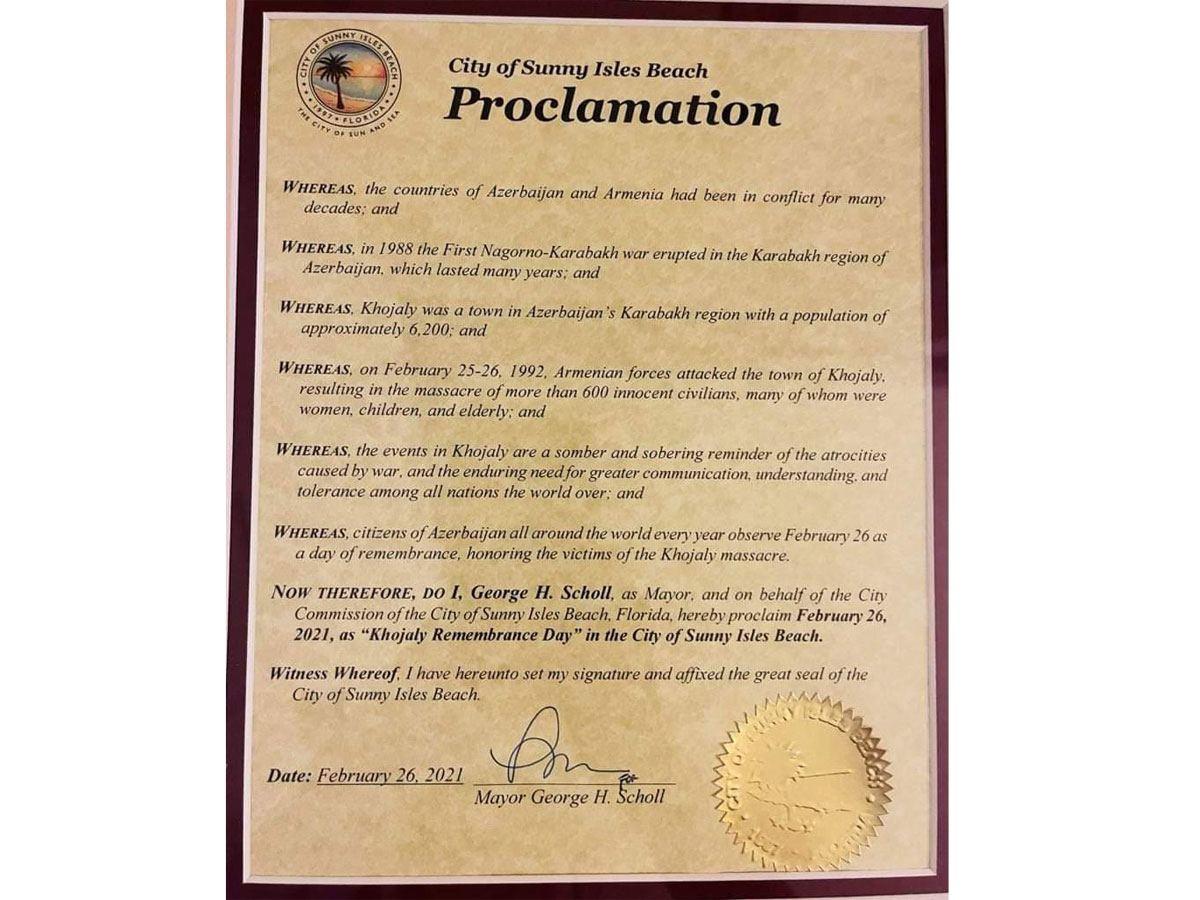 CITY OF SUNNY ISLES BEACH
• 1997 • FLORIDA •
THE CITY OF SUN AND SEA
City of Sunny Isles Beach
Proclamation
WHEREAS, the countries of Azerbaijan and Armenia had been in conflict for many
decades; and
WHEREAS, in 1988 the First Nagorno-Karabakh war erupted in the Karabakh region of
Azerbaijan, which lasted many years; and
WHEREAS, Khojaly was a town in Azerbaijan's Karabakh region with a population of
approximately 6,200; and
WHEREAS, on February 25-26, 1992, Armenian forces attacked the town of Khojaly,
resulting in the massacre of more than 600 innocent civilians, many of whom were
women, children, and elderly; and
WHEREAS, the events in Khojaly are a somber and sobering reminder of the atrocities
caused by war, and the enduring need for greater communication, understanding, and
tolerance among all nations the world over; and
WHEREAS, citizens of Azerbaijan all around the world every year observe February 26 as
a day of remembrance, honoring the victims of the Khojaly massacre.
NOW THEREFORE, DO I, George H. Scholl, as Mayor, and on behalf of the City
Commission of the City of Sunny Isles Beach, Florida, hereby proclaim February 26,
2021, as “Khojaly Remembrance Day” in the City of Sunny Isles Beach.
Witness Whereof, I have hereunto set my signature and affixed the great seal of the
City of Sunny Isles Beach.
Date: February 26, 2021
for
Mayor George H. Scholl
CITY OF SUNNY ISLES BEACH